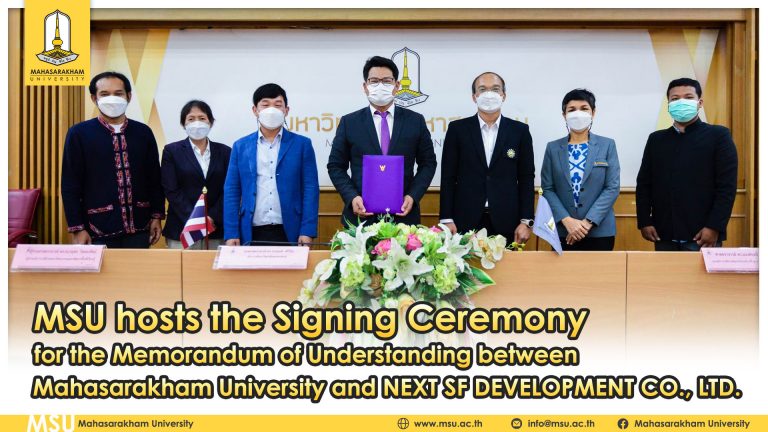 MAHASARAKHAM
UNIVERSITY
MSU hosts the Signing Ceremony
for the Memorandum of Understanding between
Mahasarakham University and NEXT SF DEVELOPMENT CO., LTD.
MSU Mahasarakham University www.msu.ac.th info@msu.ac.th Mahasarakham University